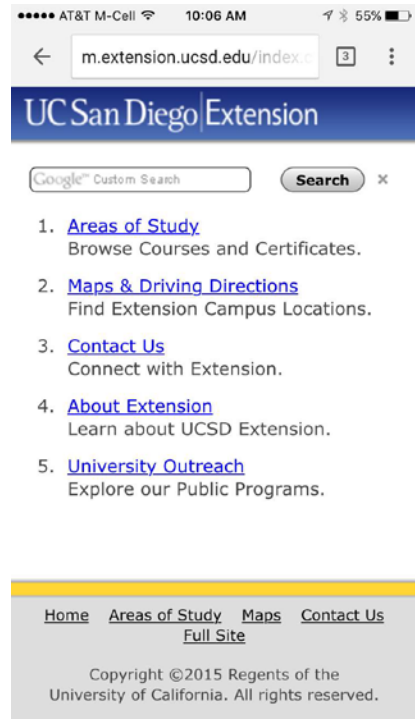 AT&T M-Cell 10:06 AM 55%
m.extension.ucsd.edu/index.c
3
UC San Diego|Extension
Google™ Custom Search Search ×
1. Areas of Study
Browse Courses and Certificates.
2. Maps & Driving Directions
Find Extension Campus Locations.
3. Contact Us
Connect with Extension.
4. About Extension
Learn about UCSD Extension.
5. University Outreach
Explore our Public Programs.
Home Areas of Study Maps Contact Us
Full Site
Copyright ©2015 Regents of the
University of California. All rights reserved.